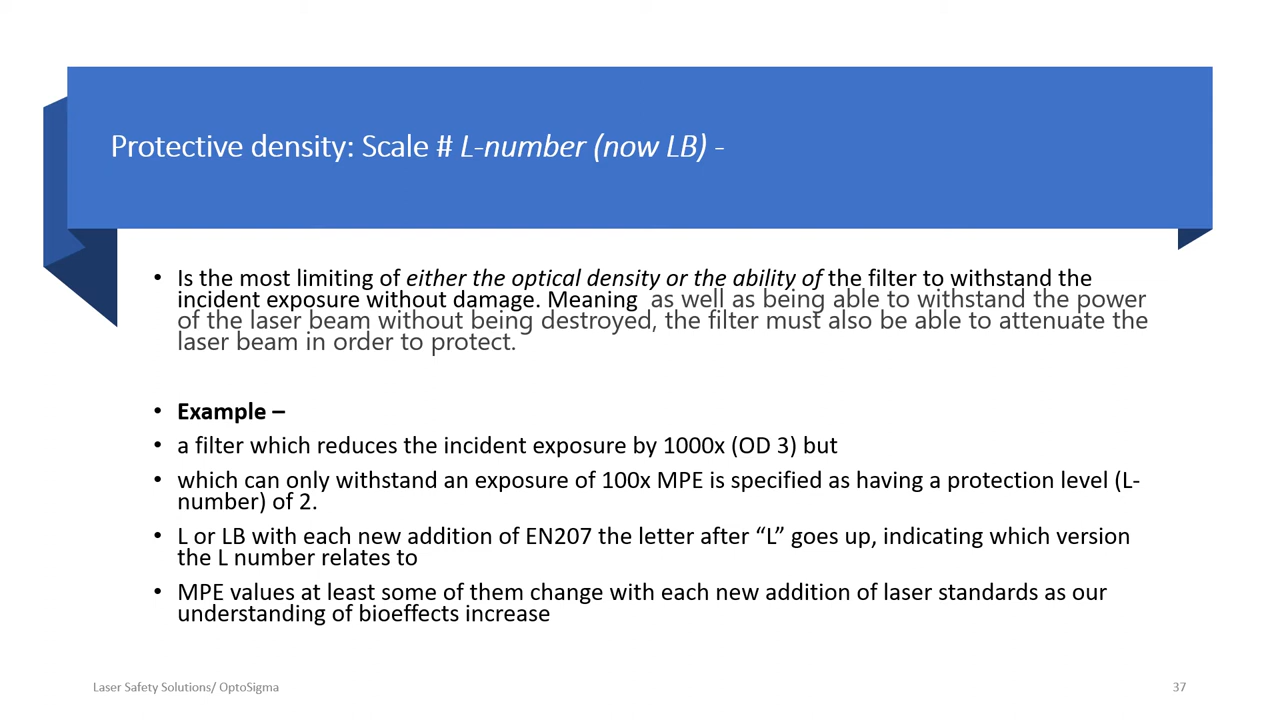 Protective density: Scale # L-number (now LB) -
• Is the most limiting of either the optical density or the ability of the filter to withstand the
incident exposure without damage. Meaning as well as being able to withstand the power
of the laser beam without being destroyed, the filter must also be able to attenuate the
laser beam in order to protect.
• Example –
• a filter which reduces the incident exposure by 1000x (OD 3) but
• which can only withstand an exposure of 100x MPE is specified as having a protection level (L-
number) of 2.
• L or LB with each new addition of EN207 the letter after “L” goes up, indicating which version
the L number relates to
• MPE values at least some of them change with each new addition of laser standards as our
understanding of bioeffects increase
Laser Safety Solutions/ OptoSigma
37